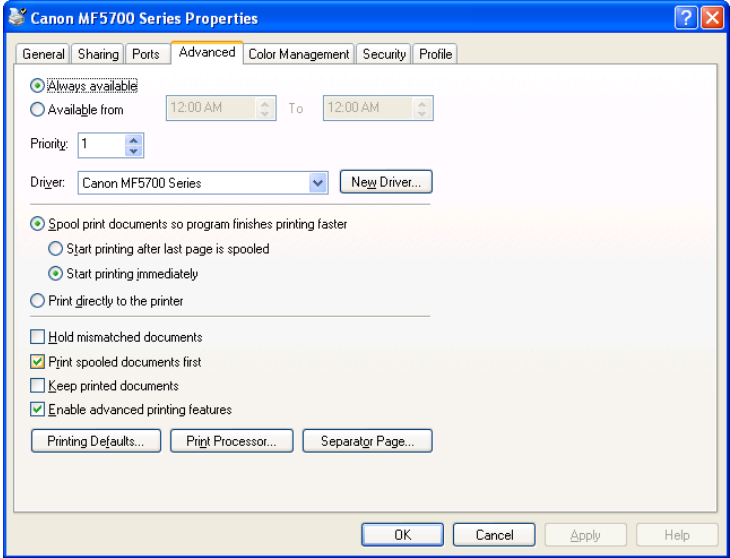 Canon MF5700 Series Properties
General Sharing Ports Advanced Color Management Security Profile
Always available
Available from 12:00 AM To 12:00 AM
Priority: 1
Driver: Canon MF5700 Series New Driver...
Spool print documents so program finishes printing faster
Start printing after last page is spooled
Start printing immediately
Print directly to the printer
Hold mismatched documents
Print spooled documents first
Keep printed documents
Enable advanced printing features
Printing Defaults... Print Processor... Separator Page...
OK Cancel Apply Help